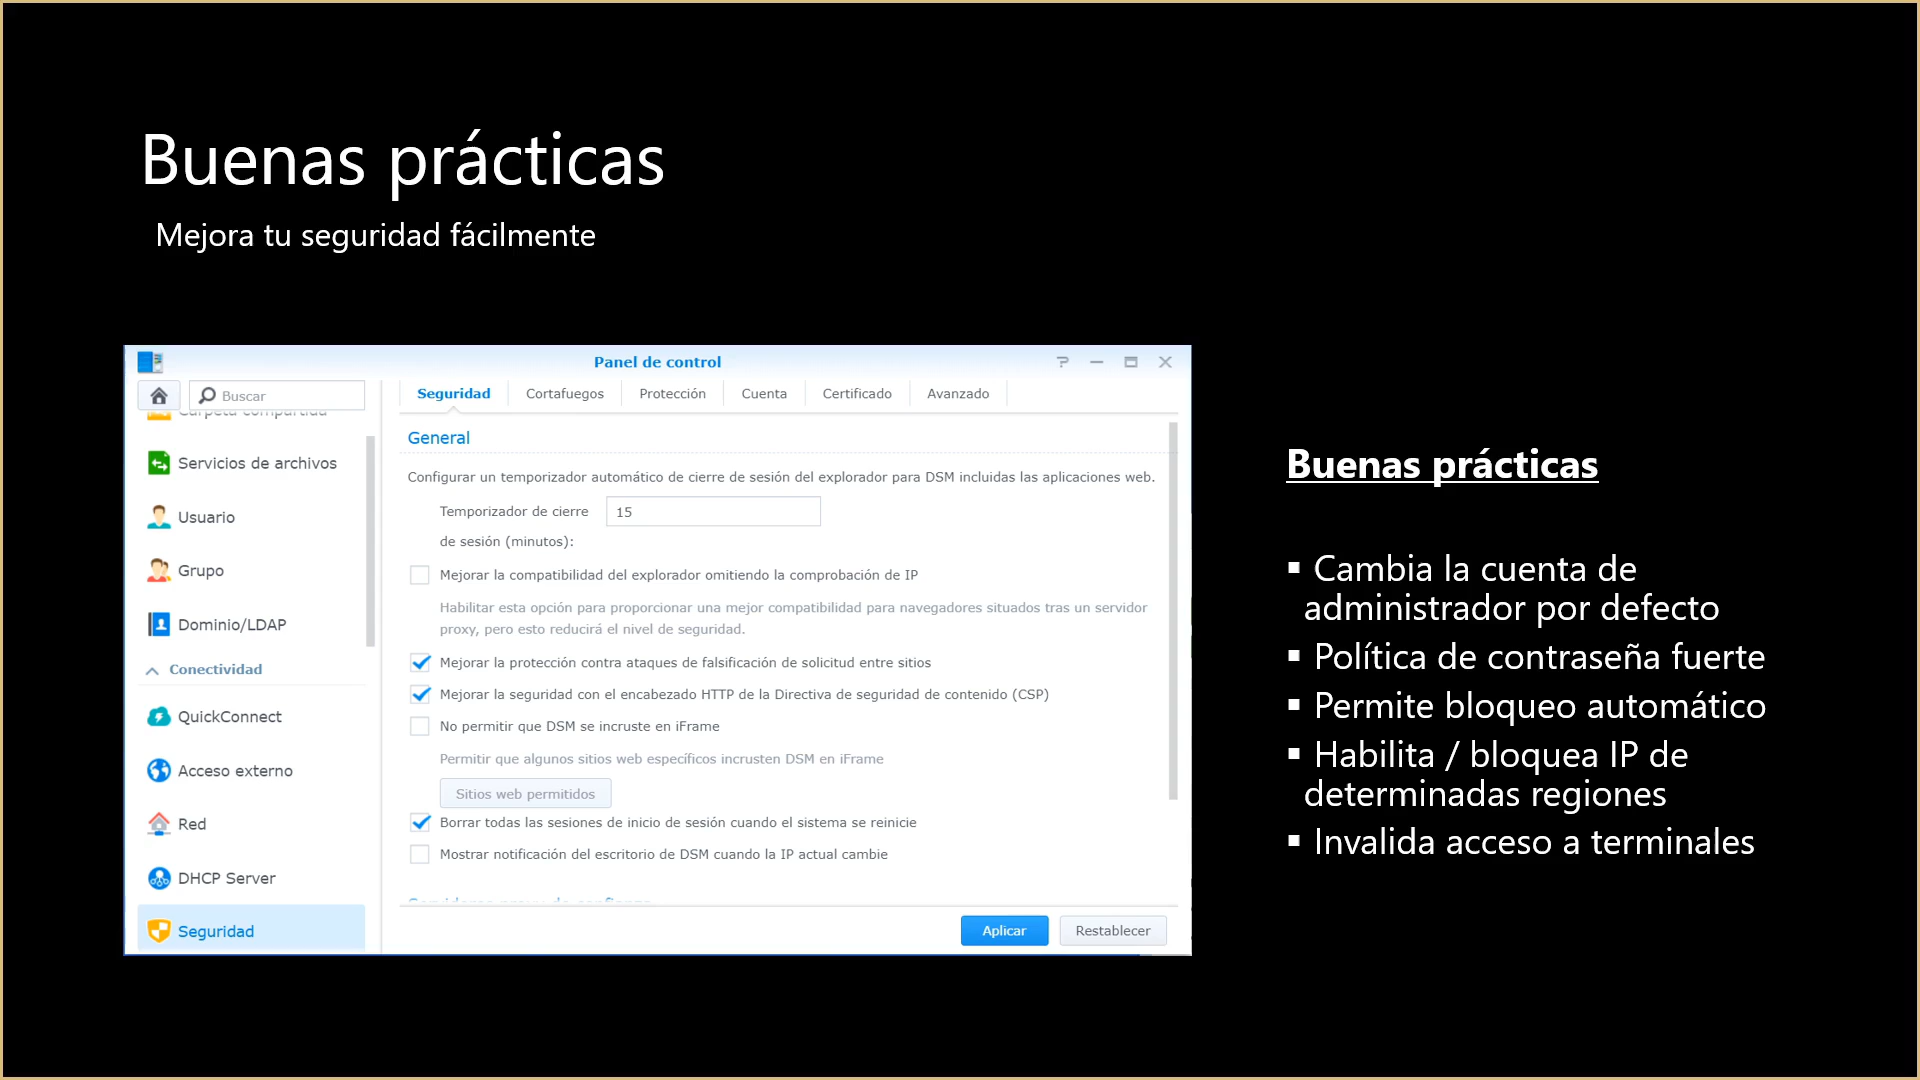 Buenas prácticas
Mejora tu seguridad fácilmente
Panel de control
Buscar
Carpeta compartida
Servicios de archivos
Usuario
Grupo
Dominio/LDAP
Conectividad
QuickConnect
Acceso externo
Red
DHCP Server
Seguridad
Seguridad
Cortafuegos
Protección
Cuenta
Certificado
Avanzado
General
Configurar un temporizador automático de cierre de sesión del explorador para DSM incluidas las aplicaciones web.
Temporizador de cierre
15
de sesión (minutos):
Mejorar la compatibilidad del explorador omitiendo la comprobación de IP
Habilitar esta opción para proporcionar una mejor compatibilidad para navegadores situados tras un servidor
proxy, pero esto reducirá el nivel de seguridad.
Mejorar la protección contra ataques de falsificación de solicitud entre sitios
Mejorar la seguridad con el encabezado HTTP de la Directiva de seguridad de contenido (CSP)
No permitir que DSM se incruste en iFrame
Permitir que algunos sitios web específicos incrusten DSM en iFrame
Sitios web permitidos
Borrar todas las sesiones de inicio de sesión cuando el sistema se reinicie
Mostrar notificación del escritorio de DSM cuando la IP actual cambie
Aplicar
Restablecer
Buenas prácticas
▪ Cambia la cuenta de
administrador por defecto
▪ Política de contraseña fuerte
▪ Permite bloqueo automático
▪ Habilita / bloquea IP de
determinadas regiones
▪ Invalida acceso a terminales